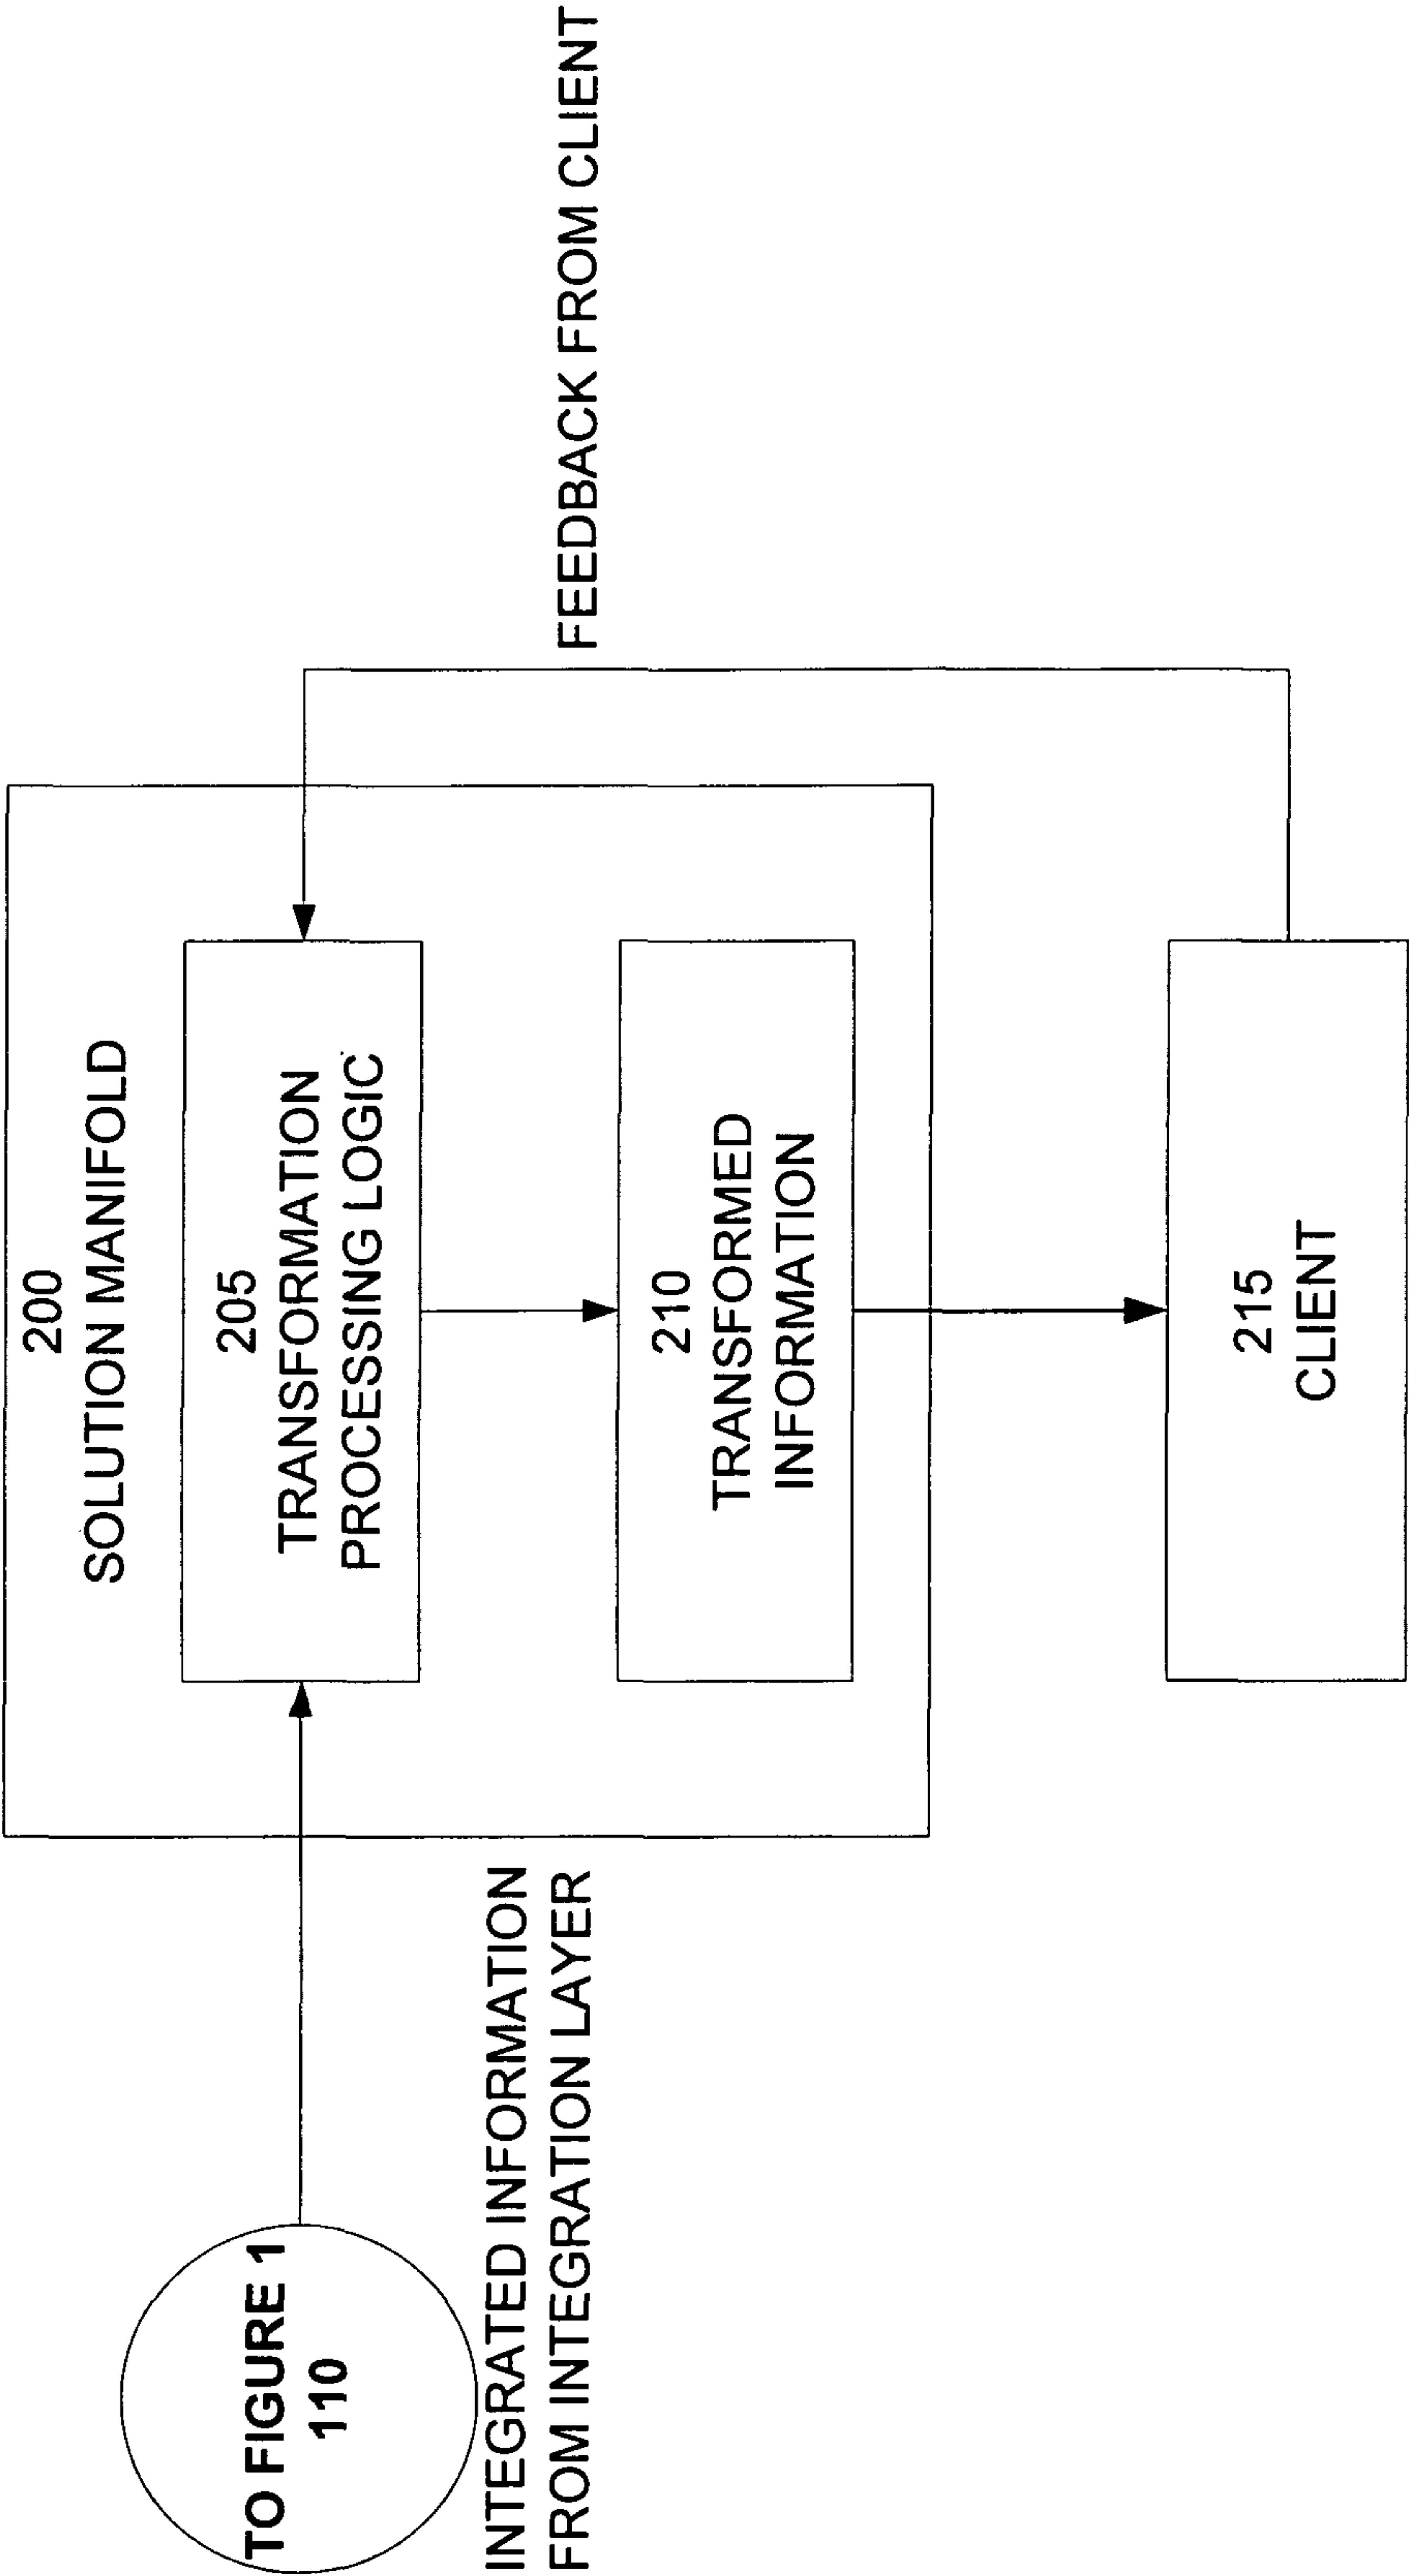 200
SOLUTION MANIFOLD
TO FIGURE 1
110
205
TRANSFORMATION
PROCESSING LOGIC
INTEGRATED INFORMATION
FROM INTEGRATION LAYER
FEEDBACK FROM CLIENT
210
TRANSFORMED
INFORMATION
215
CLIENT